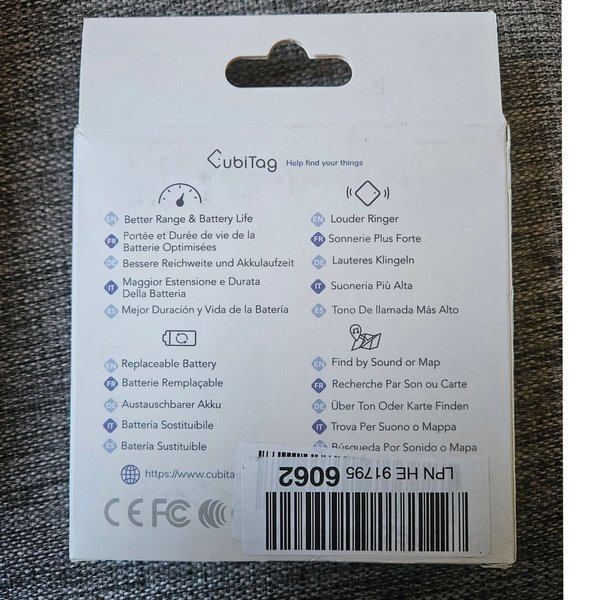 CubiTag Help find your things
EN Better Range & Battery Life
FR Portée et Durée de vie de la
Batterie Optimisées
DE Bessere Reichweite und Akkulaufzeit
IT Maggior Estensione e Durata
Della Batteria
ES Mejor Duración y Vida de la Batería
EN Louder Ringer
FR Sonnerie Plus Forte
DE Lauteres Klingeln
IT Suoneria Più Alta
ES Tono De llamada Más Alto
EN Replaceable Battery
FR Batterie Remplaçable
DE Austauschbarer Akku
IT Batteria Sostituibile
ES Batería Sustituible
EN Find by Sound or Map
FR Recherche Par Son ou Carte
DE Über Ton Oder Karte Finden
IT Trova Per Suono o Mappa
ES Búsqueda Por Sonido o Mapa
https://www.cubita
CE FC
LPN HE 91795 6062